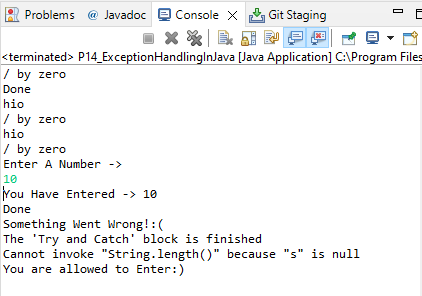 Problems @ Javadoc Console Git Staging
<terminated> P14_ExceptionHandlingInJava [Java Application] C:\Program Files
/ by zero
Done
hio
/ by zero
hio
/ by zero
Enter A Number ->
10
You Have Entered -> 10
Done
Something Went Wrong!:(
The 'Try and Catch' block is finished
Cannot invoke "String.length()" because "s" is null
You are allowed to Enter:)